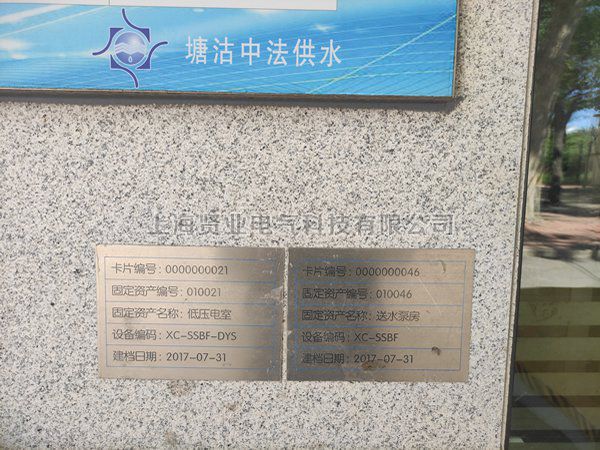 塘沽中法供水
上海贤业电气科技有限公司
卡片编号: 0000000021
固定资产编号: 010021
固定资产名称: 低压电室
设备编码: XC-SSBF-DYS
建档日期: 2017-07-31
卡片编号: 0000000046
固定资产编号: 010046
固定资产名称: 送水泵房
设备编码: XC-SSBF
建档日期: 2017-07-31